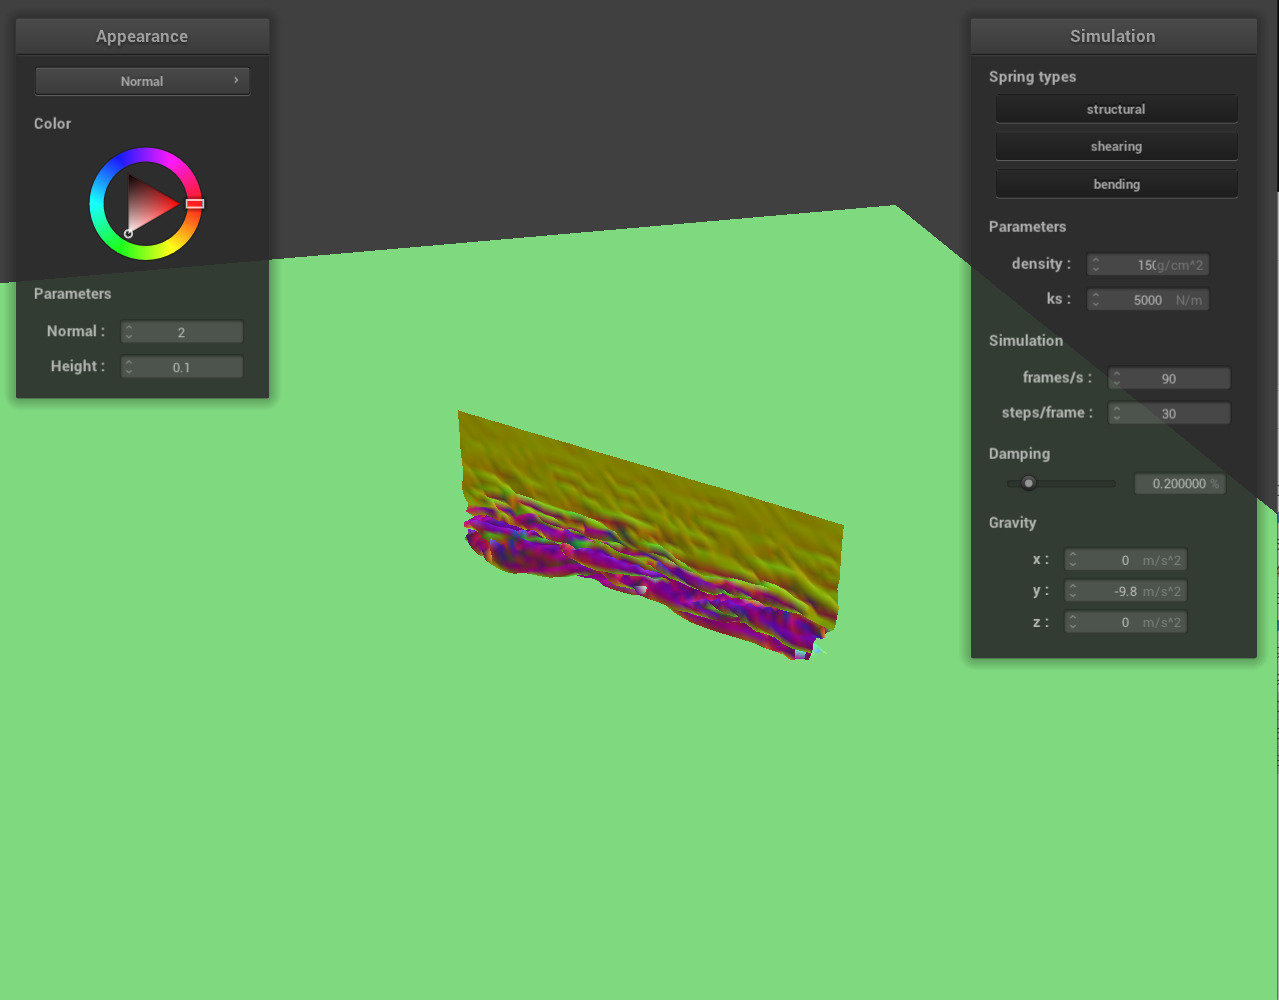 Appearance
Normal
Color
Parameters
Normal : 2
Height : 0.1
Simulation
Spring types
structural
shearing
bending
Parameters
density : 150 g/cm^2
ks : 5000 N/m
Simulation
frames/s : 90
steps/frame : 30
Damping
0.200000 %
Gravity
x : 0 m/s^2
y : -9.8 m/s^2
z : 0 m/s^2